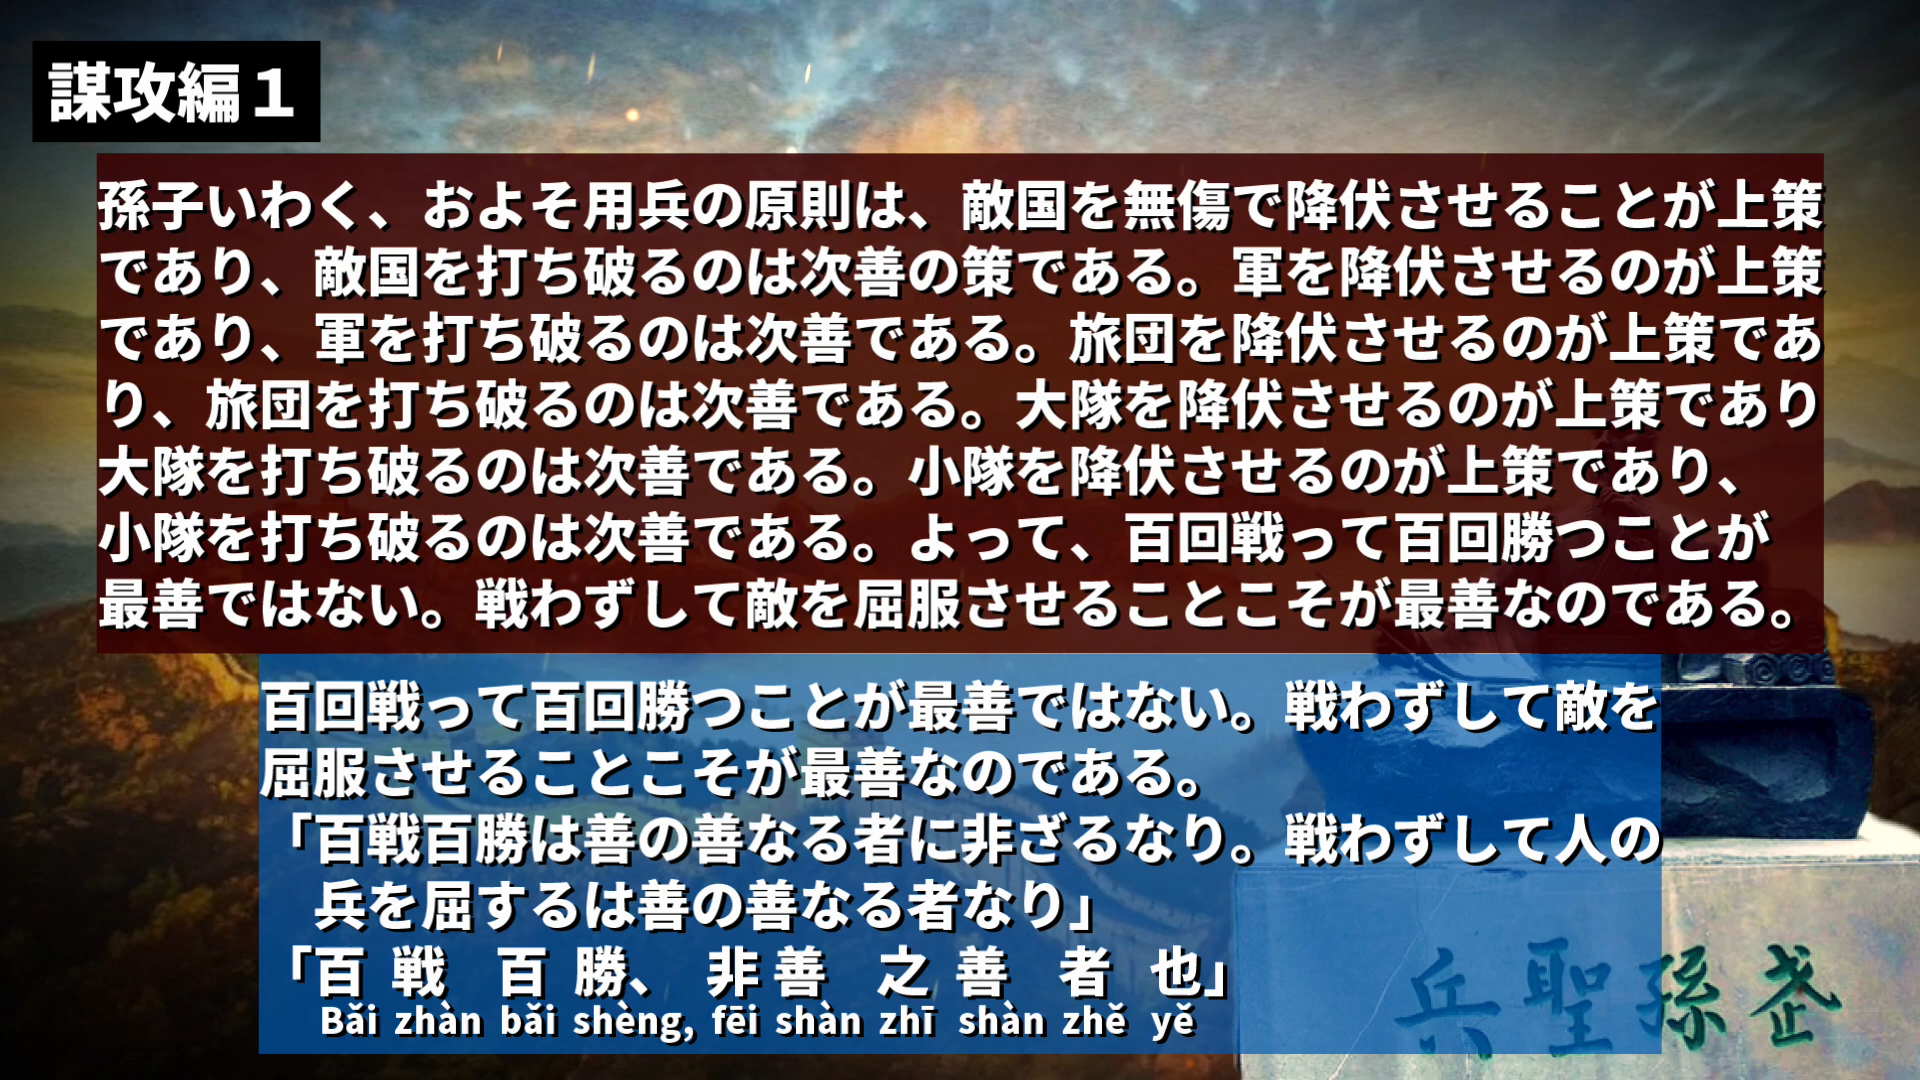 謀攻編１
孫子いわく、およそ用兵の原則は、敵国を無傷で降伏させることが上策
であり、敵国を打ち破るのは次善の策である。軍を降伏させるのが上策
であり、軍を打ち破るのは次善である。旅団を降伏させるのが上策であ
り、旅団を打ち破るのは次善である。大隊を降伏させるのが上策であり
大隊を打ち破るのは次善である。小隊を降伏させるのが上策であり、
小隊を打ち破るのは次善である。よって、百回戦って百回勝つことが
最善ではない。戦わずして敵を屈服させることこそが最善なのである。
百回戦って百回勝つことが最善ではない。戦わずして敵を
屈服させることこそが最善なのである。
「百戦百勝は善の善なる者に非ざるなり。戦わずして人の
兵を屈するは善の善なる者なり」
「百 戦 百 勝、 非 善 之 善 者 也」
Bǎi zhàn bǎi shèng, fēi shàn zhī shàn zhě yě
兵聖孫武